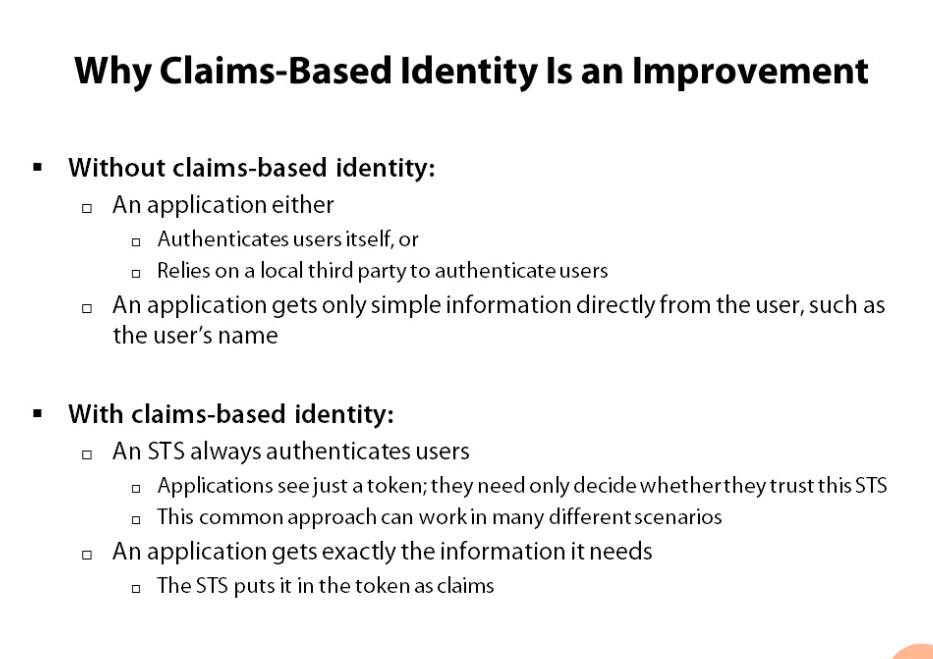 Why Claims-Based Identity Is an Improvement
Without claims-based identity:
An application either
Authenticates users itself, or
Relies on a local third party to authenticate users
An application gets only simple information directly from the user, such as
the user's name
With claims-based identity:
An STS always authenticates users
Applications see just a token; they need only decide whether they trust this STS
This common approach can work in many different scenarios
An application gets exactly the information it needs
The STS puts it in the token as claims